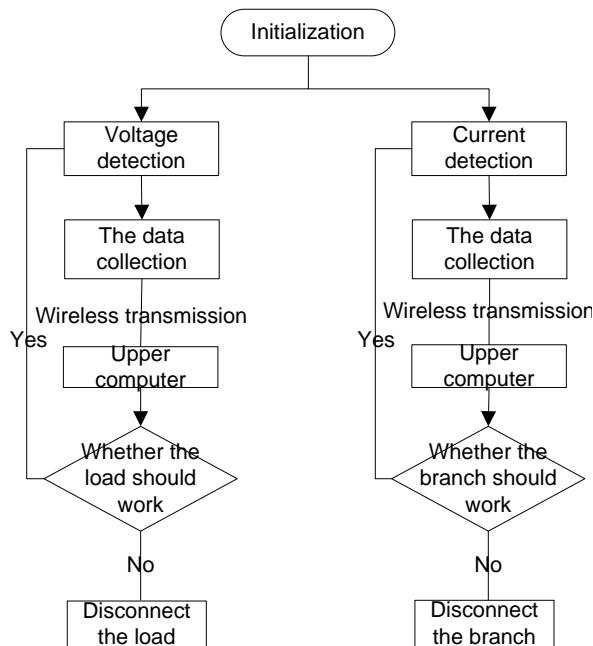 Initialization
Voltage
detection
The data
collection
Wireless transmission
Yes
Upper
computer
Whether the
load should
work
No
Disconnect
the load
Current
detection
The data
collection
Wireless transmission
Yes
Upper
computer
Whether the
branch should
work
No
Disconnect
the branch